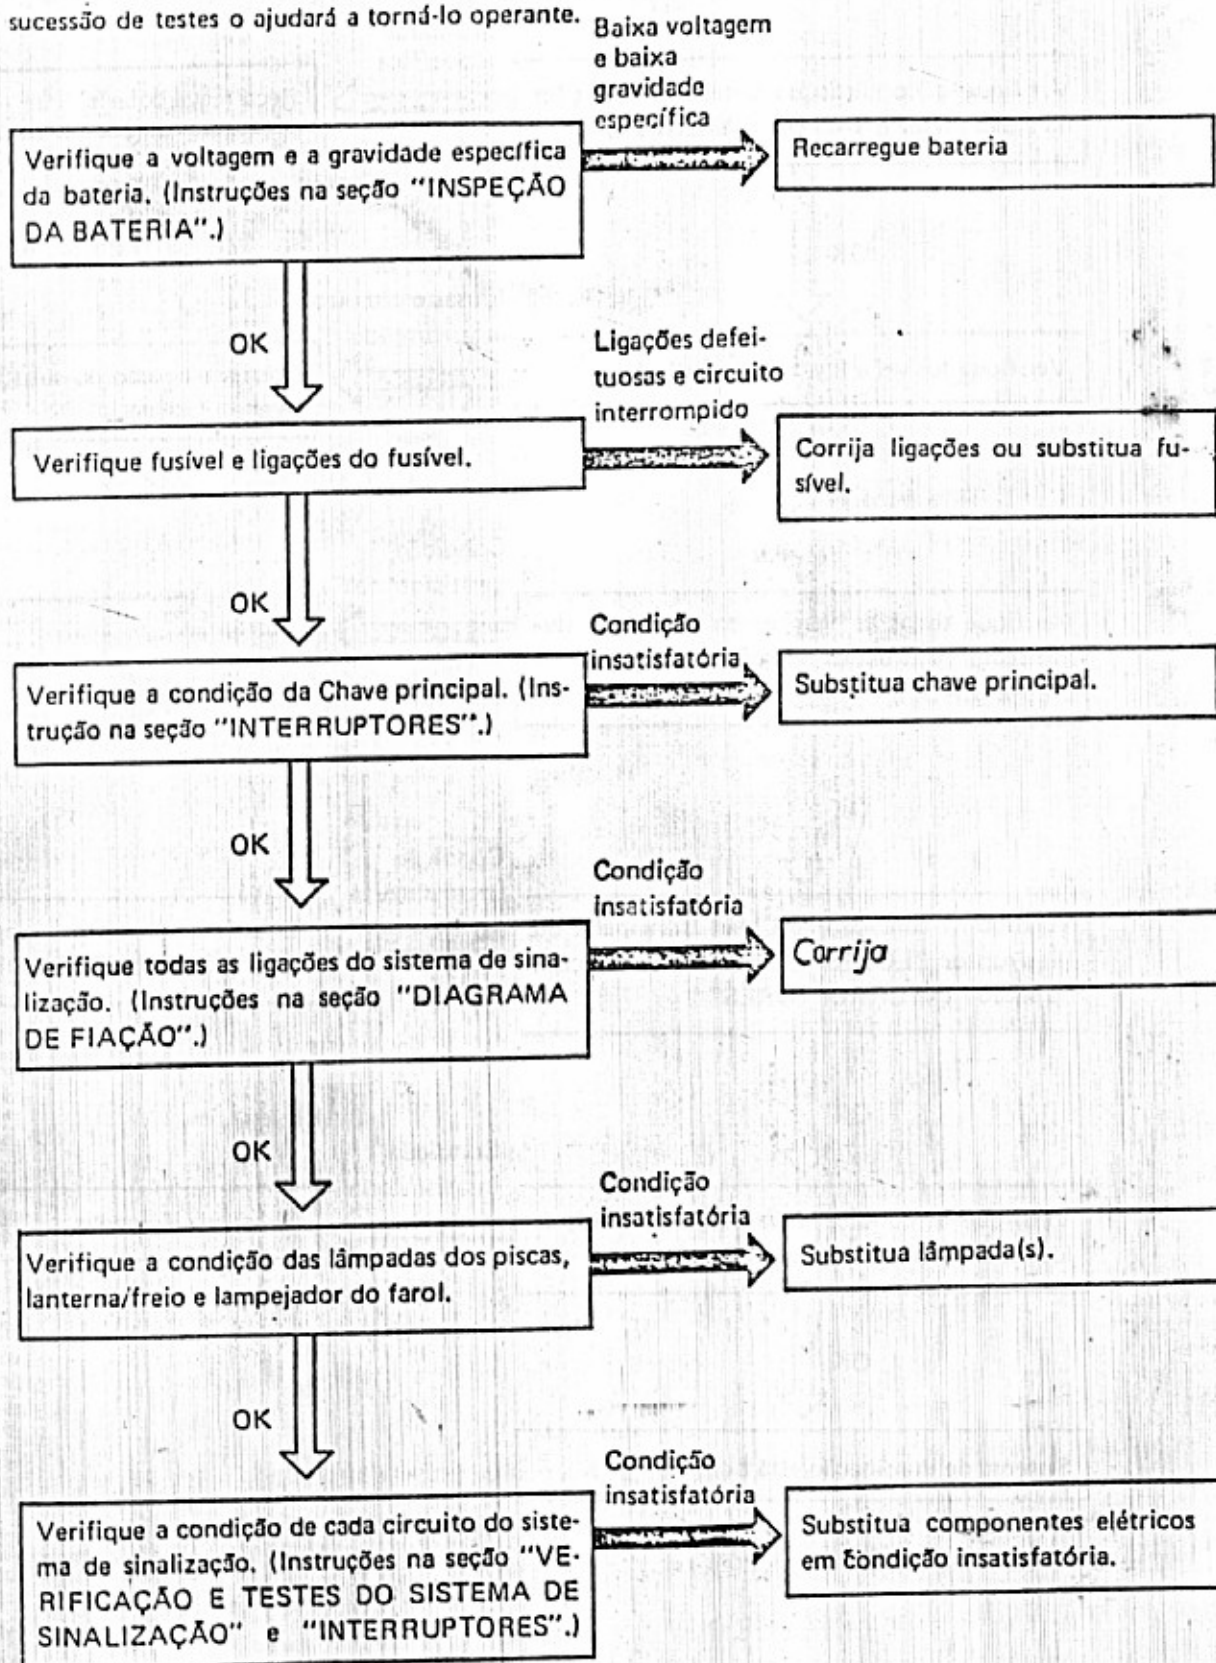 sucessão de testes o ajudará a torná-lo operante.
Baixa voltagem
e baixa
gravidade
específica
Verifique a voltagem e a gravidade específica
da bateria. (Instruções na seção "INSPEÇÃO
DA BATERIA".)
Recarregue bateria
OK
Ligações defei-
tuosas e circuito
interrompido
Verifique fusível e ligações do fusível.
Corrija ligações ou substitua fu-
sível.
OK
Condição
insatisfatória
Verifique a condição da Chave principal. (Ins-
trução na seção "INTERRUPTORES".)
Substitua chave principal.
OK
Condição
insatisfatória
Verifique todas as ligações do sistema de sina-
lização. (Instruções na seção "DIAGRAMA
DE FIAÇÃO".)
Corrija
OK
Condição
insatisfatória
Verifique a condição das lâmpadas dos piscas,
lanterna/freio e lampejador do farol.
Substitua lâmpada(s).
OK
Condição
insatisfatória
Verifique a condição de cada circuito do siste-
ma de sinalização. (Instruções na seção "VE-
RIFICAÇÃO E TESTES DO SISTEMA DE
SINALIZAÇÃO" e "INTERRUPTORES".)
Substitua componentes elétricos
em condição insatisfatória.